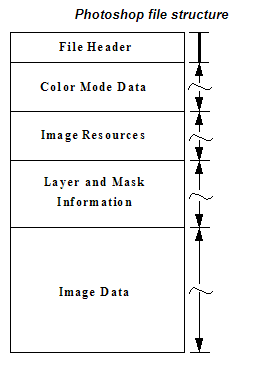 Photoshop file structure
File Header
Color Mode Data
Image Resources
Layer and Mask
Information
Image Data